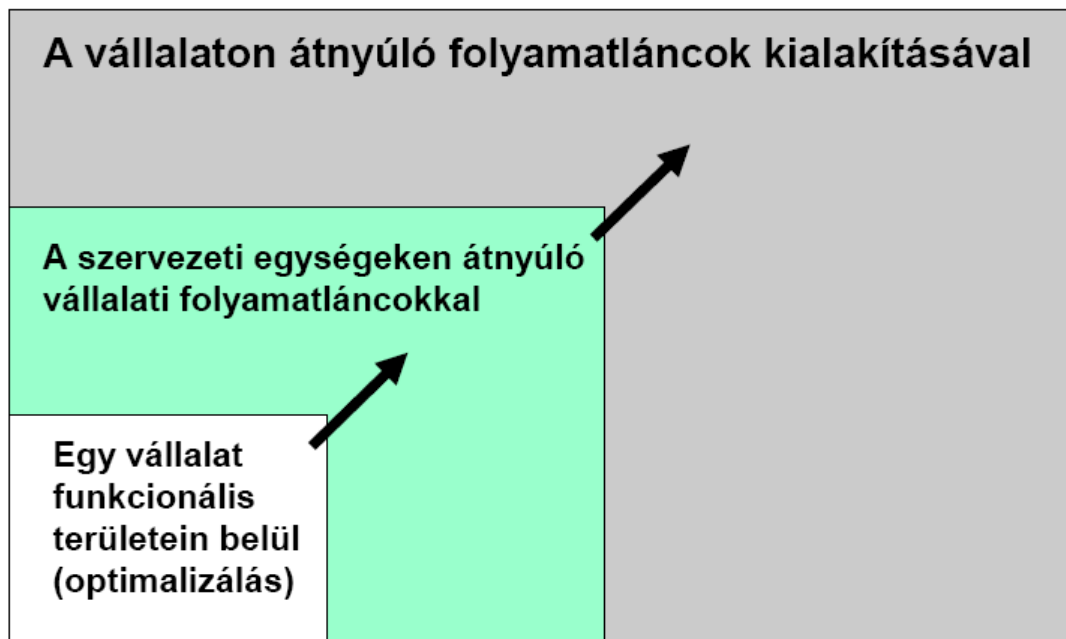 A vállalaton átnyúló folyamatláncok kialakításával
A szervezeti egységeken átnyúló
vállalati folyamatláncokkal
Egy vállalat
funkcionális
területein belül
(optimalizálás)